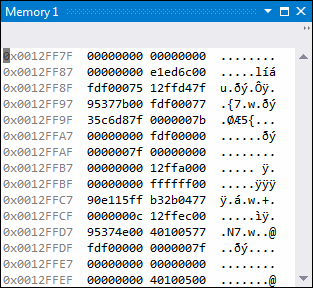 Memory 1
0x0012FF7F 00000000 00000000 ........
0x0012FF87 00000000 e1ed6c00 .....líá
0x0012FF8F fdf00075 12ffd47f u.ðý.Ôÿ.
0x0012FF97 95377b00 fdf00077 .{7.w.ðý
0x0012FF9F 35c6d87f 0000007b .ØÆ5{...
0x0012FFA7 00000000 fdf00000 ......ðý
0x0012FFAF 0000007f 00000000 ........
0x0012FFB7 00000000 12ffa000 ..... ÿ.
0x0012FFBF 00000000 ffffff00 .....ÿÿÿ
0x0012FFC7 90e115ff b32b0477 ÿ.á.w.+.
0x0012FFCF 0000000c 12ffec00 .....ìÿ.
0x0012FFD7 95374e00 40100577 .N7.w..@
0x0012FFDF fdf00000 0000007f ..ðý....
0x0012FFE7 00000000 00000000 ........
0x0012FFEF 00000000 40100500 .......@